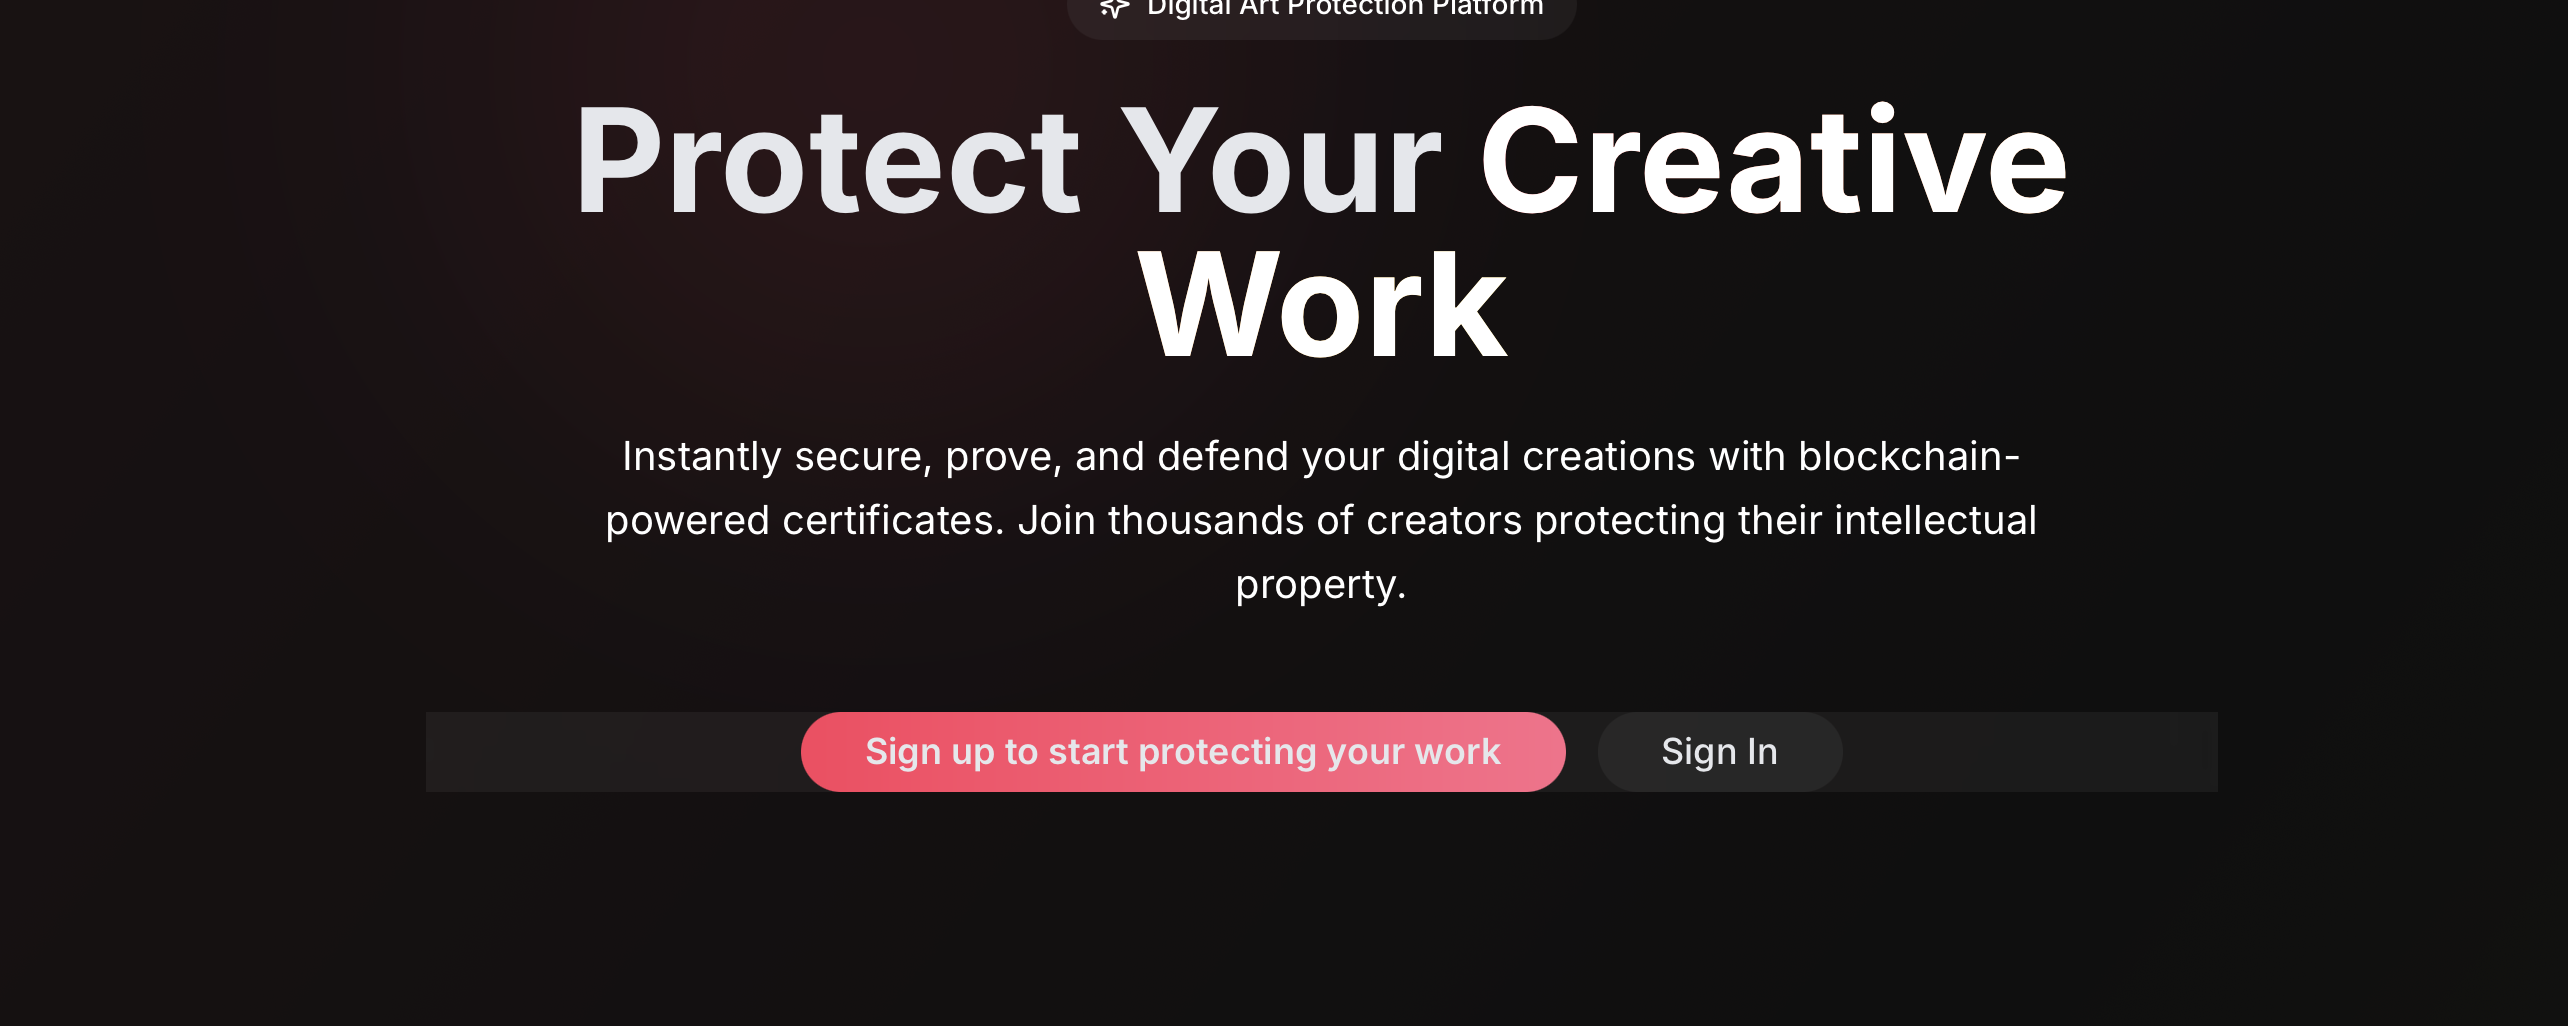 Digital Art Protection Platform
Protect Your Creative
Work
Instantly secure, prove, and defend your digital creations with blockchain-
powered certificates. Join thousands of creators protecting their intellectual
property.
Sign up to start protecting your work
Sign In